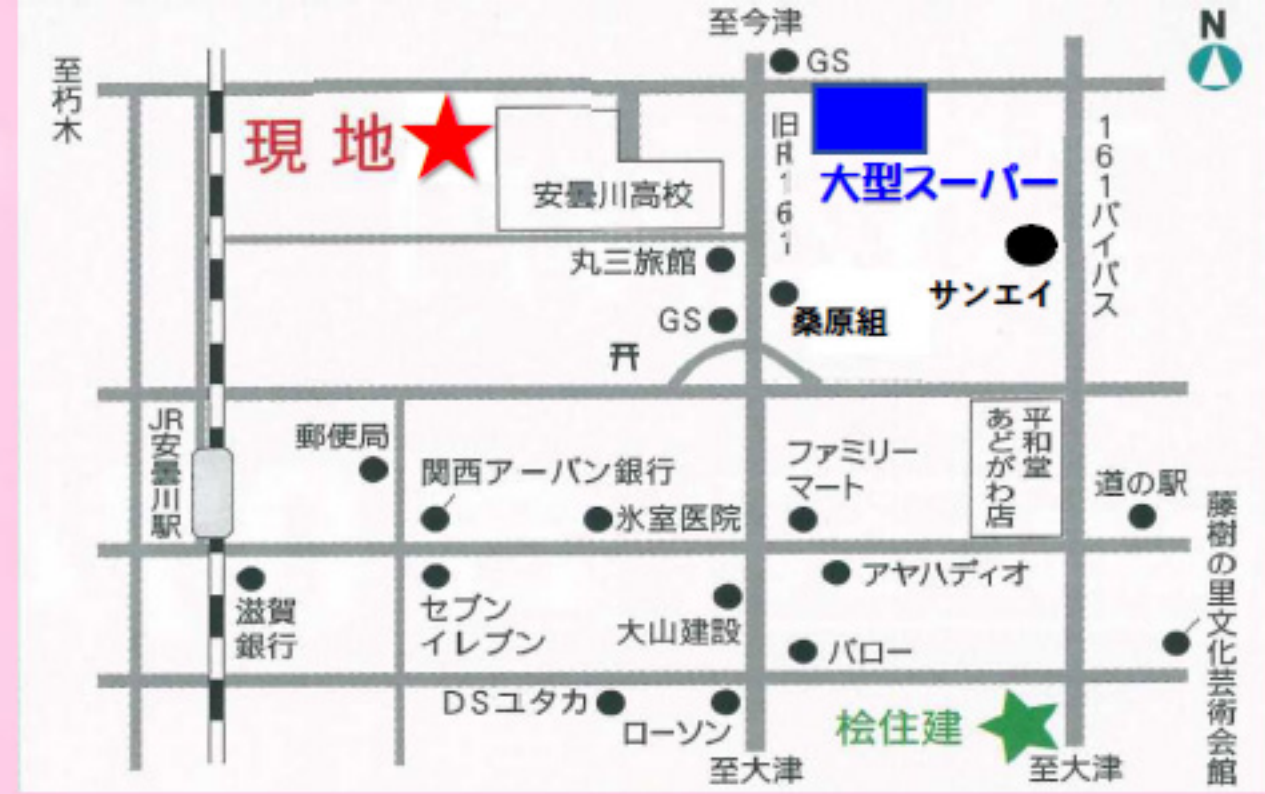 至今津
N
GS
至朽木
現地
旧R161
161バイパス
大型スーパー
安曇川高校
丸三旅館
サンエイ
GS
桑原組
JR安曇川駅
郵便局
関西アーバン銀行
氷室医院
ファミリー
マート
平和堂
あどがわ店
道の駅
藤樹の里文化芸術会館
滋賀
銀行
セブン
イレブン
大山建設
アヤハディオ
バロー
DSユタカ
ローソン
桧住建
至大津
至大津